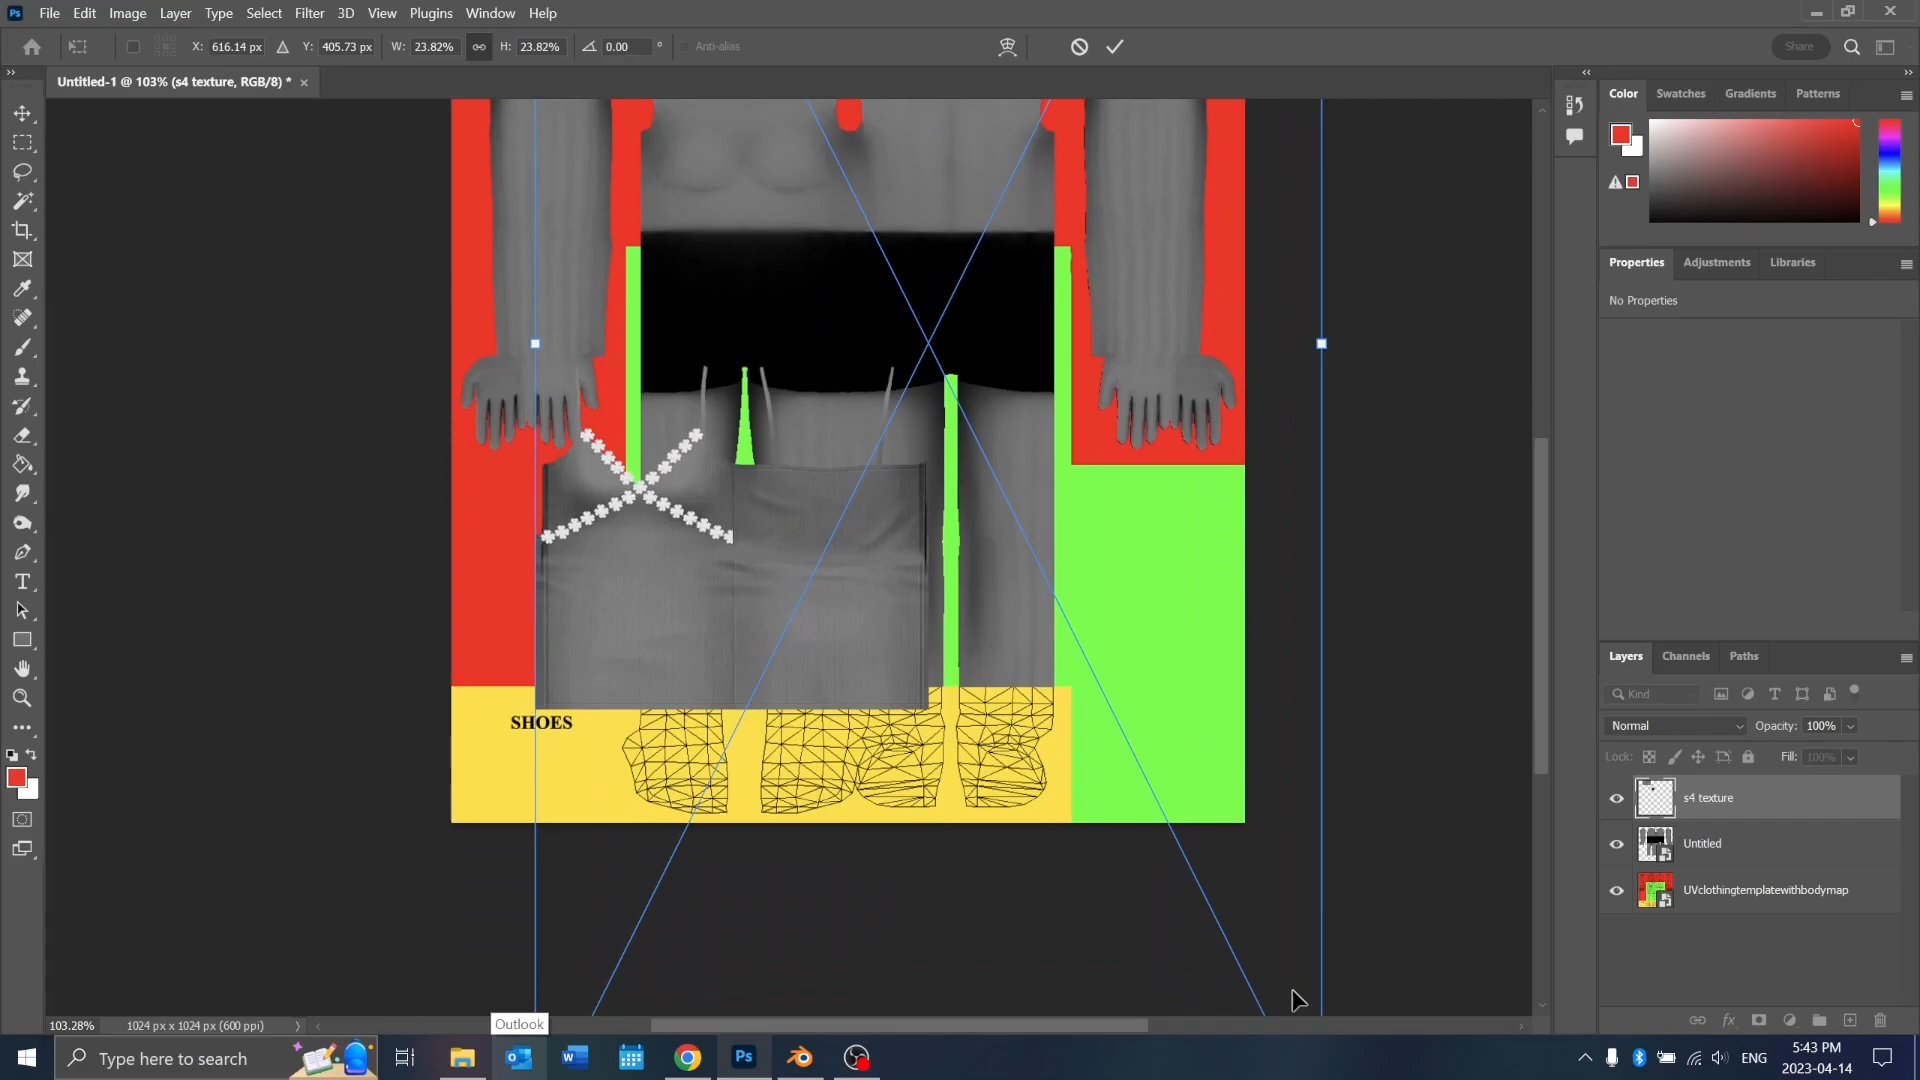 Ps File Edit Image Layer Type Select Filter 3D View Plugins Window Help
X: 616.14 px Y: 405.73 px W: 23.82% H: 23.82% 0.00 ° Anti-alias Share
Untitled-1 @ 103% (s4 texture, RGB/8) * ×
Color Swatches Gradients Patterns
Properties Adjustments Libraries
No Properties
SHOES
Layers Channels Paths
Kind
Normal Opacity: 100%
Lock: Fill: 100%
s4 texture
Untitled
UVclothingtemplatewithbodymap
103.28% 1024 px x 1024 px (600 ppi)
Outlook
Type here to search
Ps
ENG
5:43 PM
2023-04-14